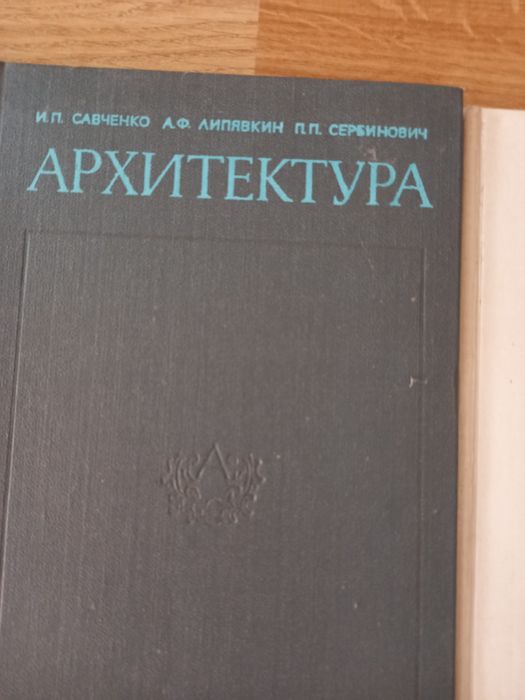 И.П. САВЧЕНКО А.Ф. ЛИПЯВКИН П.П. СЕРБИНОВИЧ
АРХИТЕКТУРА
А